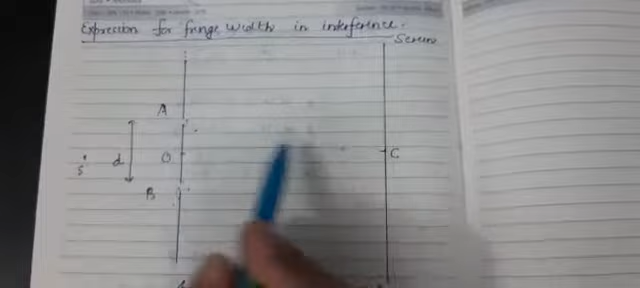 Expression for fringe width in interference.
Screen
A
d
O
C
S
B